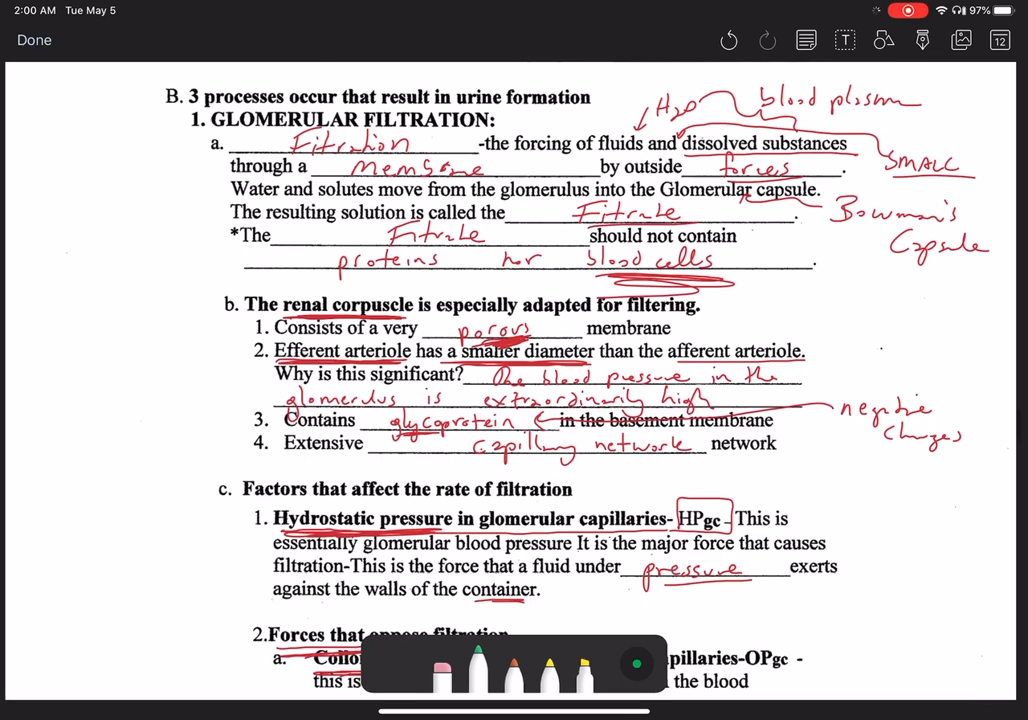 2:00 AM Tue May 5
97%
Done
T
12
B. 3 processes occur that result in urine formation
H2O blood plasma
1. GLOMERULAR FILTRATION:
a. Fitration -the forcing of fluids and dissolved substances
SMALL
through a membrane by outside forces.
Water and solutes move from the glomerulus into the Glomerular capsule.
Bowman's
Capsule
The resulting solution is called the Fitrate.
*The Fitrate should not contain
proteins nor blood cells.
b. The renal corpuscle is especially adapted for filtering.
1. Consists of a very porous membrane
2. Efferent arteriole has a smaller diameter than the afferent arteriole.
Why is this significant? The blood pressure in the
glomerulus is extraordinarily high
3. Contains glycoprotein in the basement membrane
negative
charges
4. Extensive capillary network network
c. Factors that affect the rate of filtration
1. Hydrostatic pressure in glomerular capillaries- HPgc - This is
essentially glomerular blood pressure It is the major force that causes
filtration-This is the force that a fluid under pressure exerts
against the walls of the container.
2.Forces that oppose filtration
a. pillaries-OPgc -
this is the blood